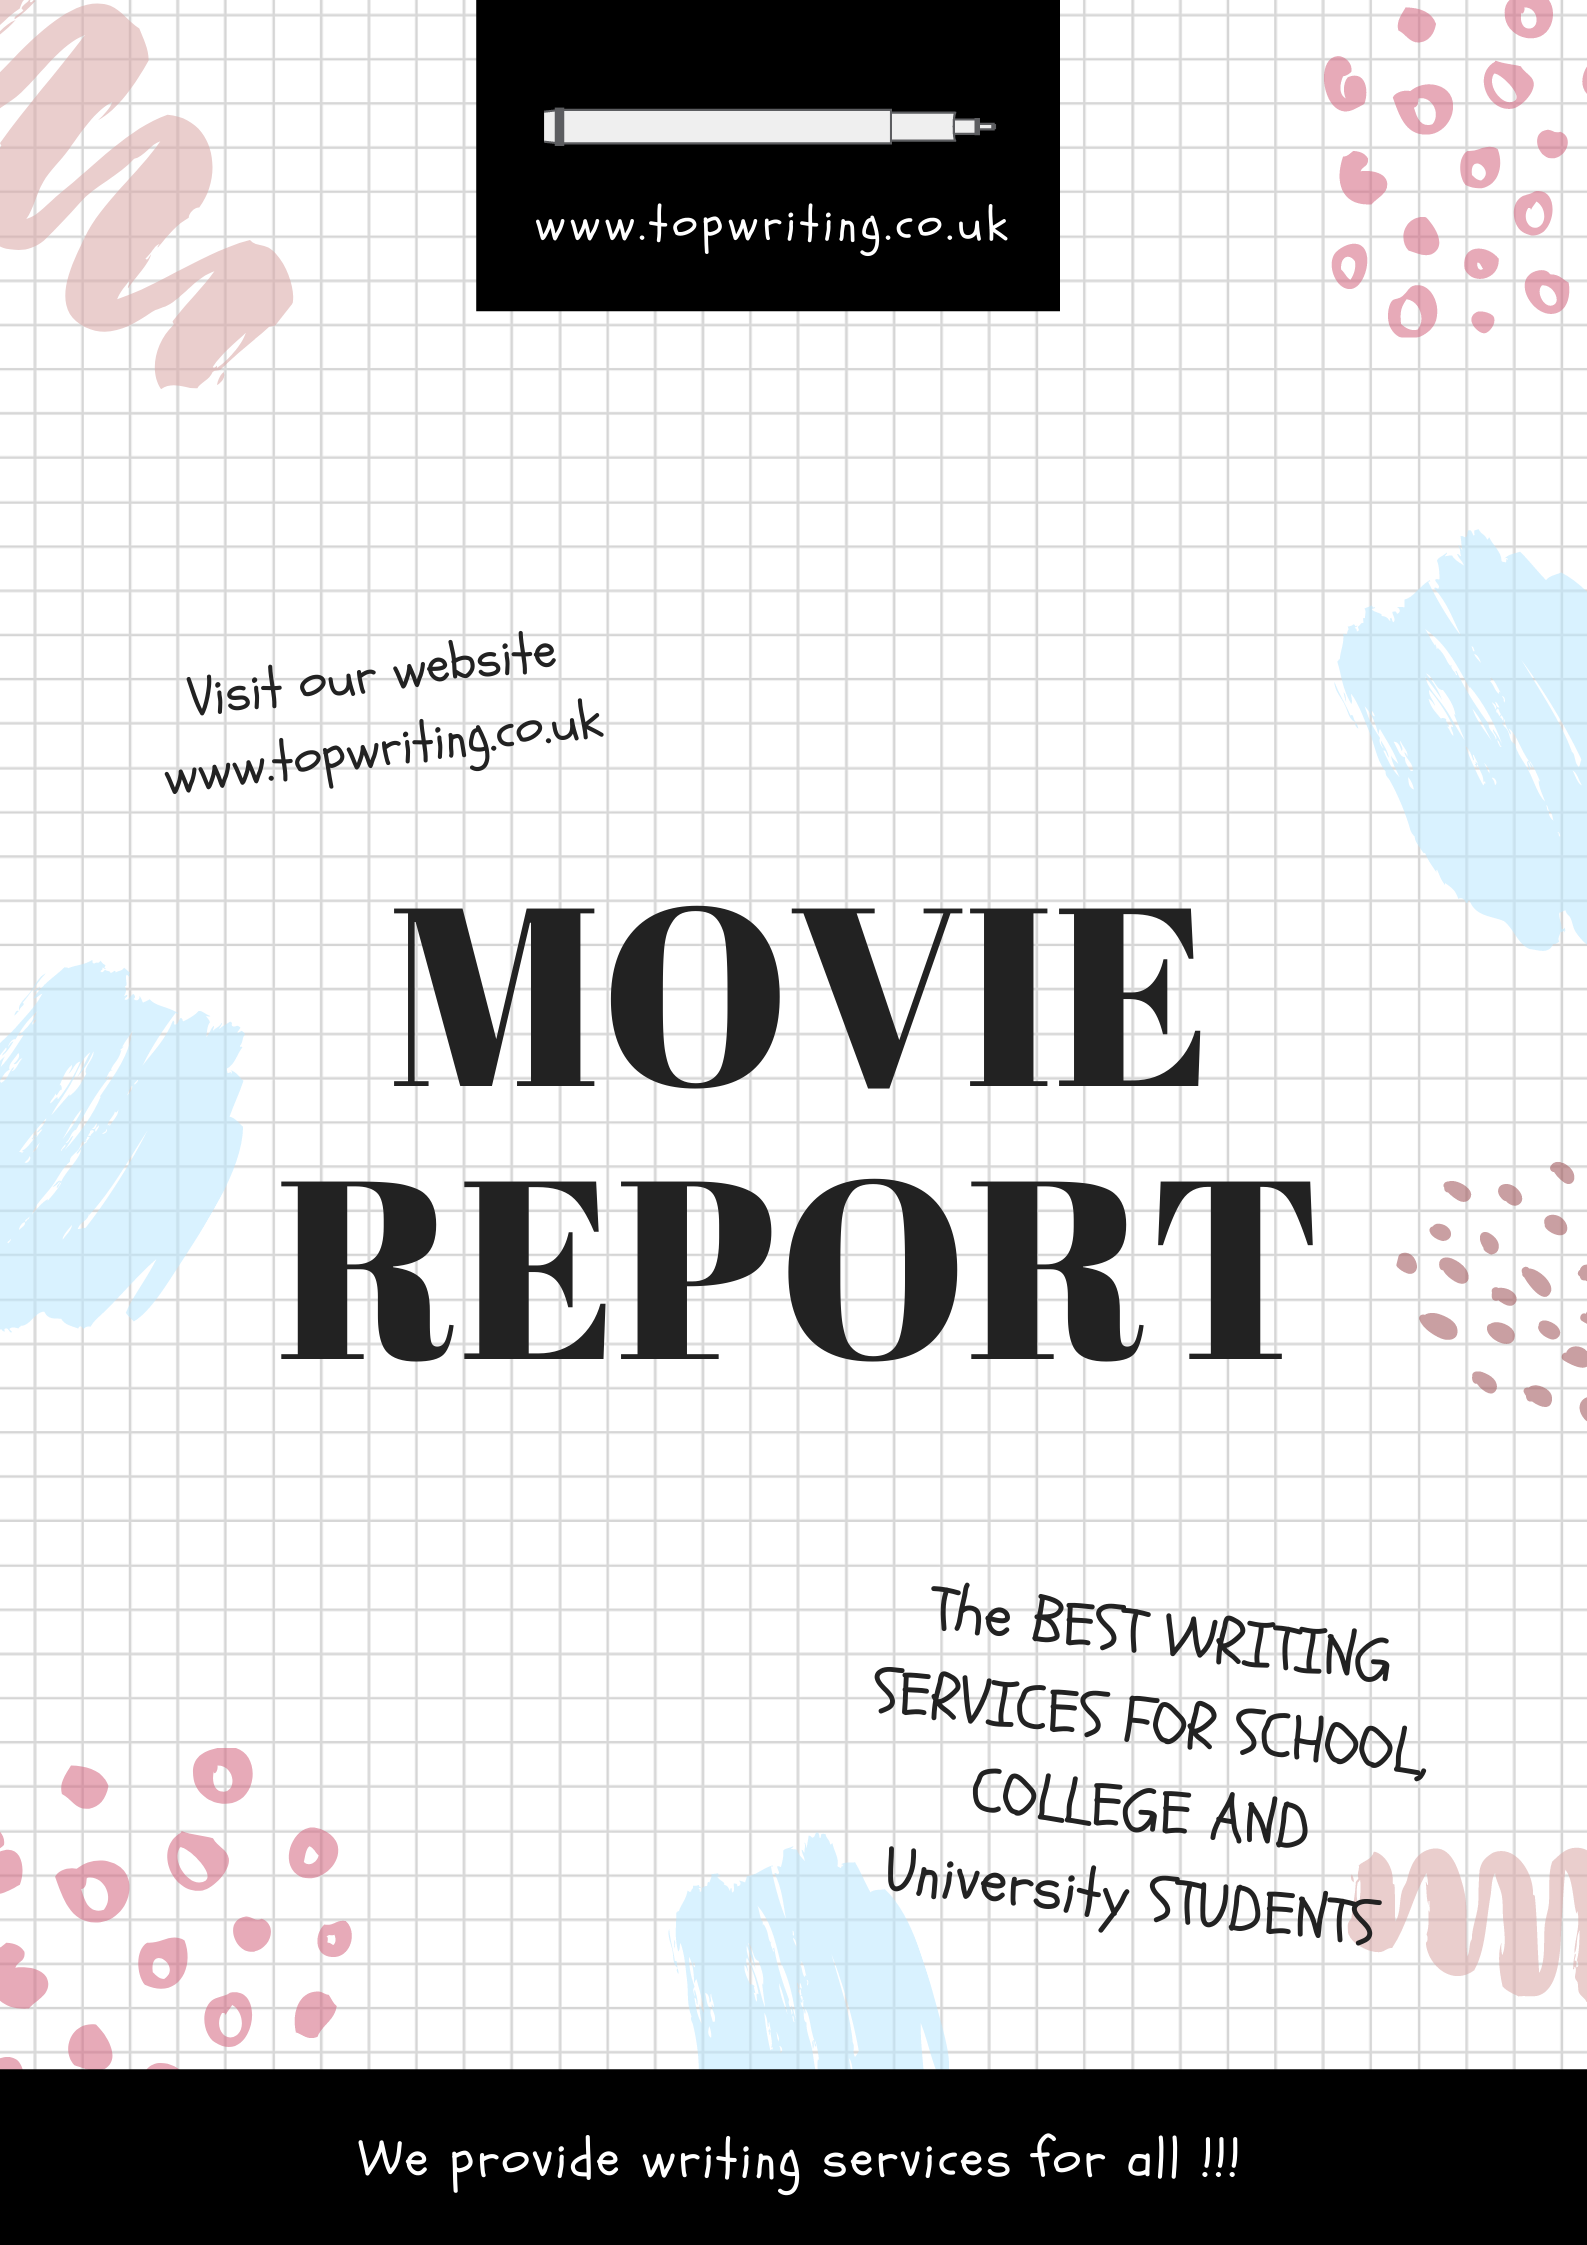 www.topwriting.co.uk
Visit our website
www.topwriting.co.uk
MOVIE
REPORT
The BEST WRITING
SERVICES FOR SCHOOL,
COLLEGE AND
University STUDENTS
We provide writing services for all !!!